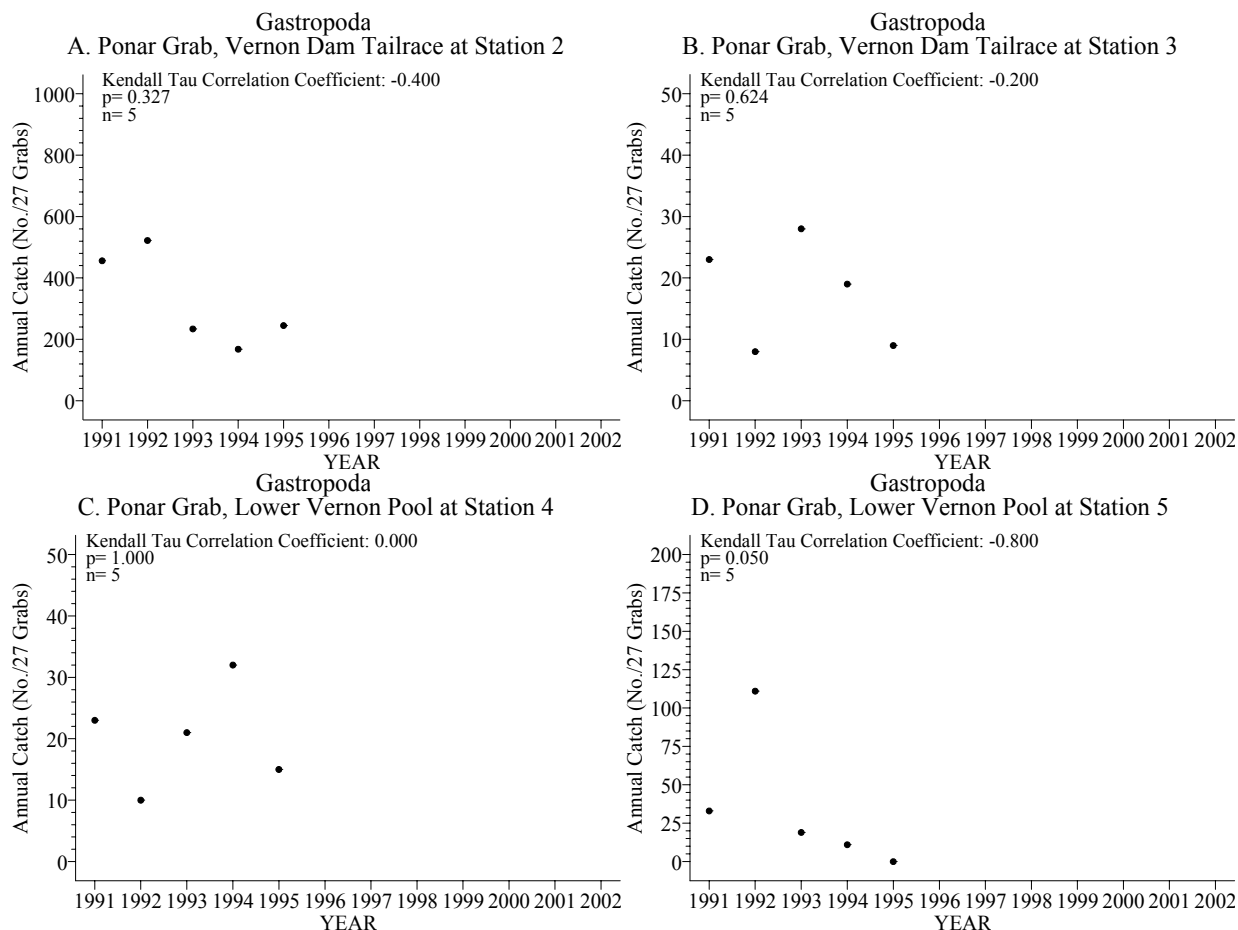 Gastropoda
A. Ponar Grab, Vernon Dam Tailrace at Station 2
Kendall Tau Correlation Coefficient: -0.400
p= 0.327
n= 5
1000
800
600
400
200
0
Annual Catch (No./27 Grabs)
1991 1992 1993 1994 1995 1996 1997 1998 1999 2000 2001 2002
YEAR
Gastropoda
B. Ponar Grab, Vernon Dam Tailrace at Station 3
Kendall Tau Correlation Coefficient: -0.200
p= 0.624
n= 5
50
40
30
20
10
0
Annual Catch (No./27 Grabs)
1991 1992 1993 1994 1995 1996 1997 1998 1999 2000 2001 2002
YEAR
Gastropoda
C. Ponar Grab, Lower Vernon Pool at Station 4
Kendall Tau Correlation Coefficient: 0.000
p= 1.000
n= 5
50
40
30
20
10
0
Annual Catch (No./27 Grabs)
1991 1992 1993 1994 1995 1996 1997 1998 1999 2000 2001 2002
YEAR
Gastropoda
D. Ponar Grab, Lower Vernon Pool at Station 5
Kendall Tau Correlation Coefficient: -0.800
p= 0.050
n= 5
200
175
150
125
100
75
50
25
0
Annual Catch (No./27 Grabs)
1991 1992 1993 1994 1995 1996 1997 1998 1999 2000 2001 2002
YEAR